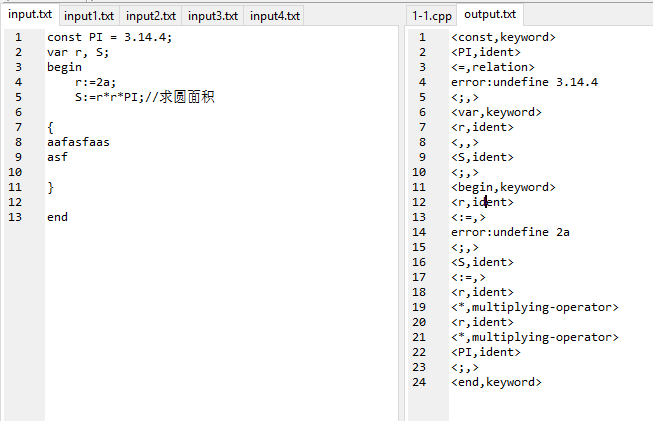 input.txt input1.txt input2.txt input3.txt input4.txt
1 const PI = 3.14.4;
2 var r, S;
3 begin
4 r:=2a;
5 S:=r*r*PI;//求圆面积
6
7 {
8 aafasfaas
9 asf
10
11 }
12
13 end
1-1.cpp output.txt
1 <const,keyword>
2 <PI,ident>
3 <=,relation>
4 error:undefine 3.14.4
5 <;,>
6 <var,keyword>
7 <r,ident>
8 <,,>
9 <S,ident>
10 <;,>
11 <begin,keyword>
12 <r,ident>
13 <:=,>
14 error:undefine 2a
15 <;,>
16 <S,ident>
17 <:=,>
18 <r,ident>
19 <*,multiplying-operator>
20 <r,ident>
21 <*,multiplying-operator>
22 <PI,ident>
23 <;,>
24 <end,keyword>